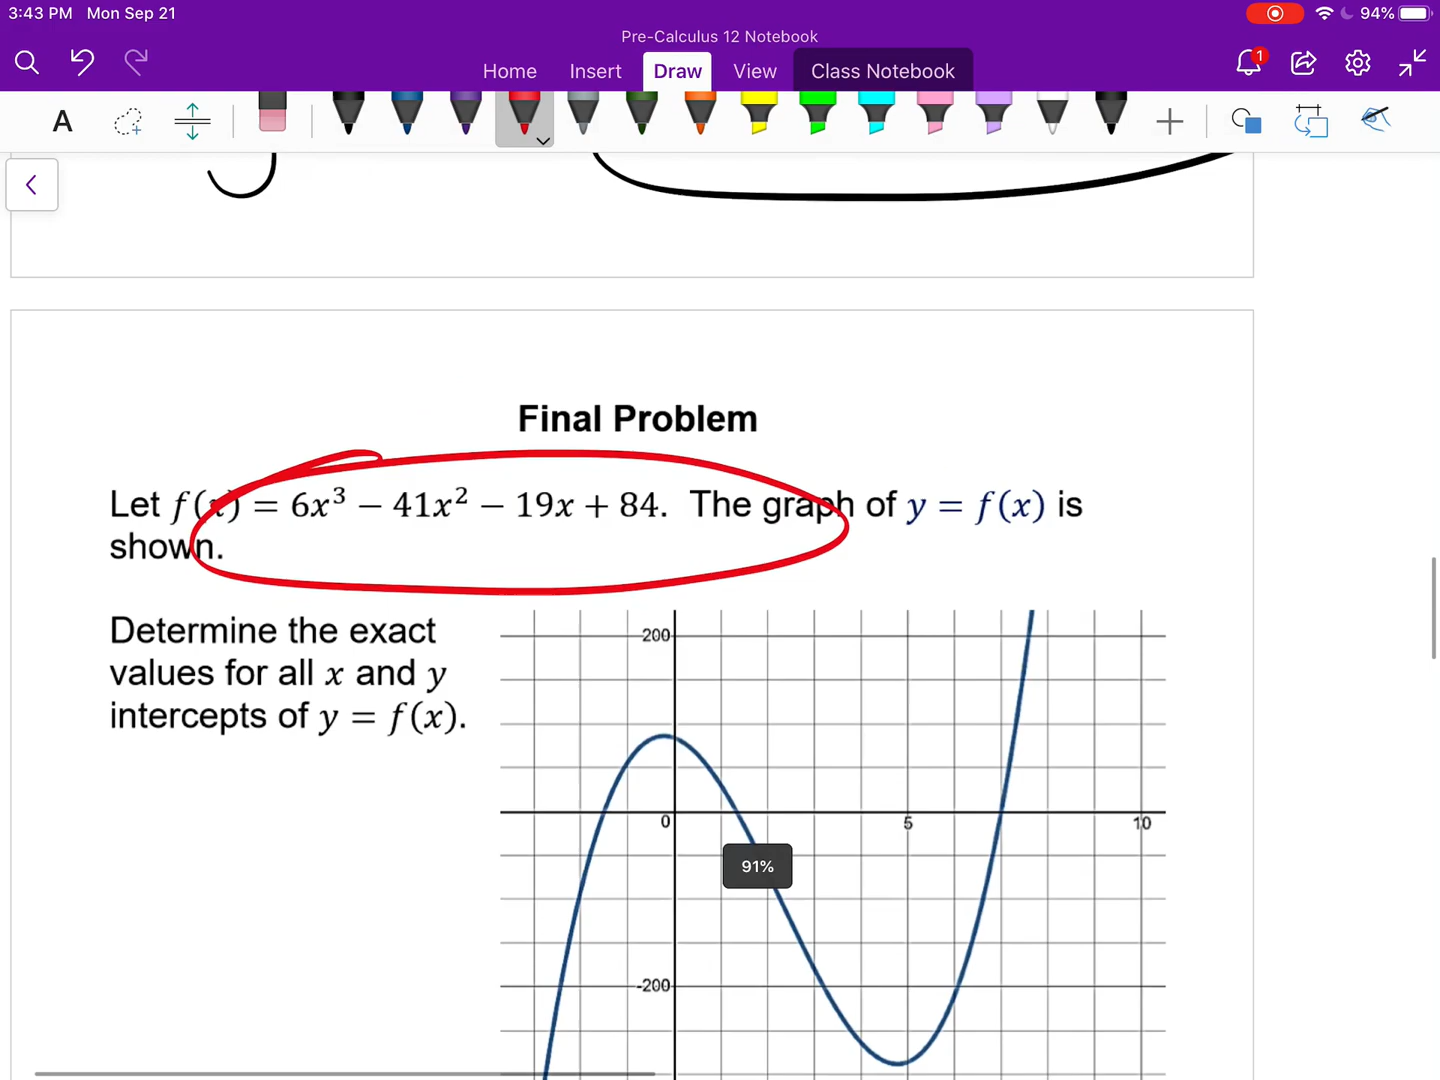 3:43 PM Mon Sep 21
94%
Pre-Calculus 12 Notebook
1
Home Insert Draw View Class Notebook
A
Final Problem
Let f(x) = 6x³ − 41x² − 19x + 84. The graph of y = f(x) is
shown.
Determine the exact
values for all x and y
intercepts of y = f(x).
200
0
5
10
91%
-200